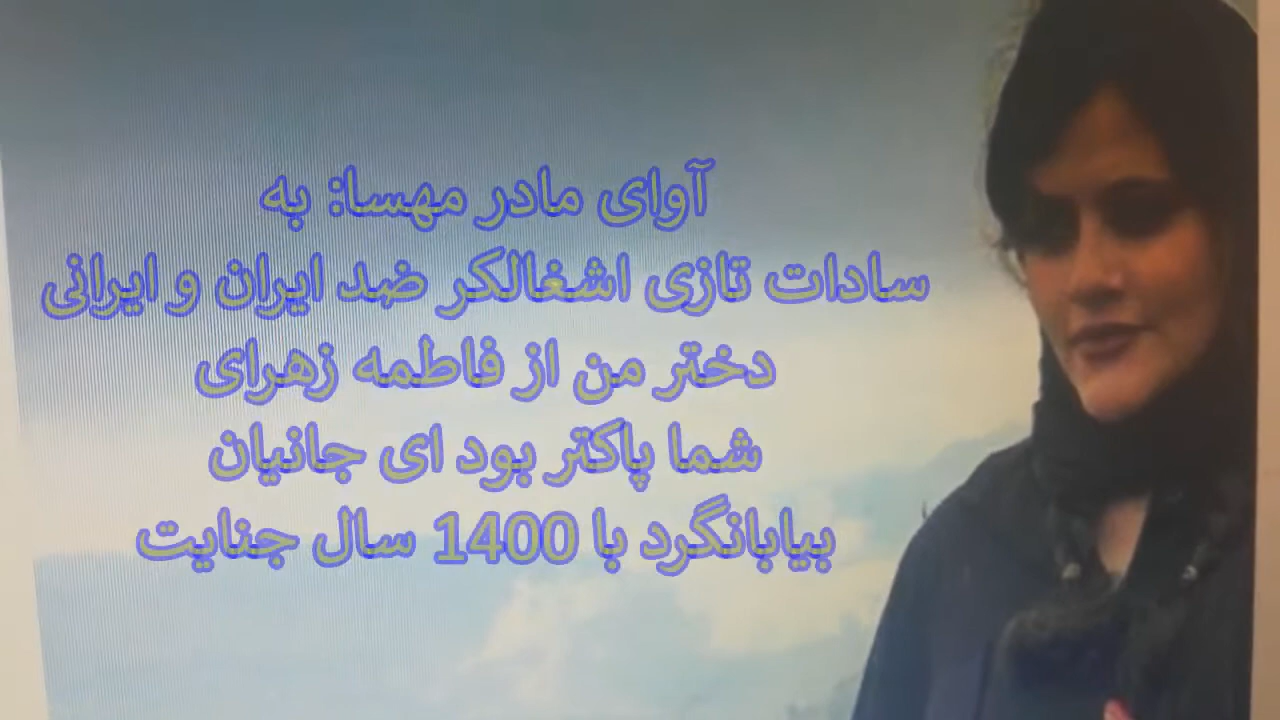 آوای مادر مهسا: به
سادات تازی اشغالکر ضد ایران و ایرانی
دختر من از فاطمه زهرای
شما پاکتر بود ای جانیان
بیابانگرد با 1400 سال جنایت